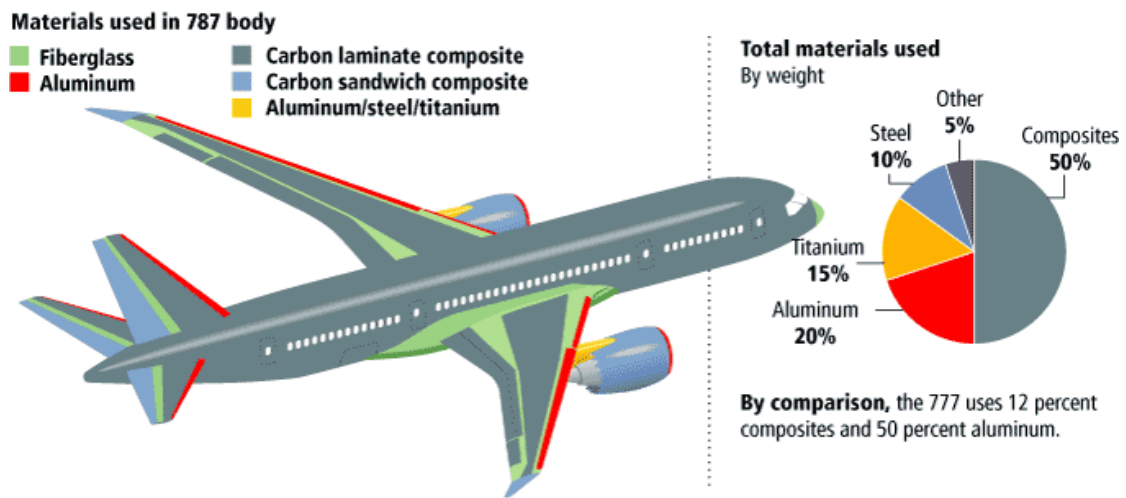 Materials used in 787 body
Fiberglass
Aluminum
Carbon laminate composite
Carbon sandwich composite
Aluminum/steel/titanium
Total materials used
By weight
Other
5%
Steel
10%
Composites
50%
Titanium
15%
Aluminum
20%
By comparison, the 777 uses 12 percent
composites and 50 percent aluminum.